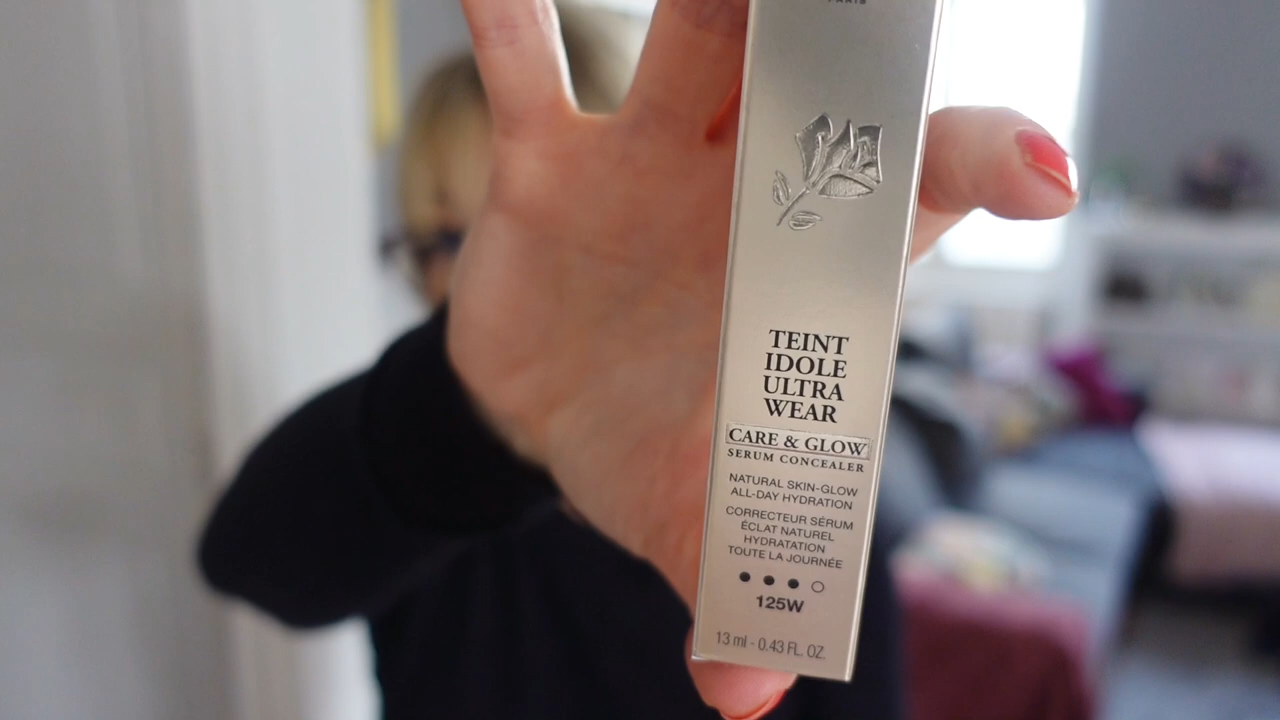 PARIS
TEINT
IDOLE
ULTRA
WEAR
CARE & GLOW
SERUM CONCEALER
NATURAL SKIN-GLOW
ALL-DAY HYDRATION
CORRECTEUR SÉRUM
ÉCLAT NATUREL
HYDRATATION
TOUTE LA JOURNÉE
125W
13 ml - 0.43 FL. OZ.